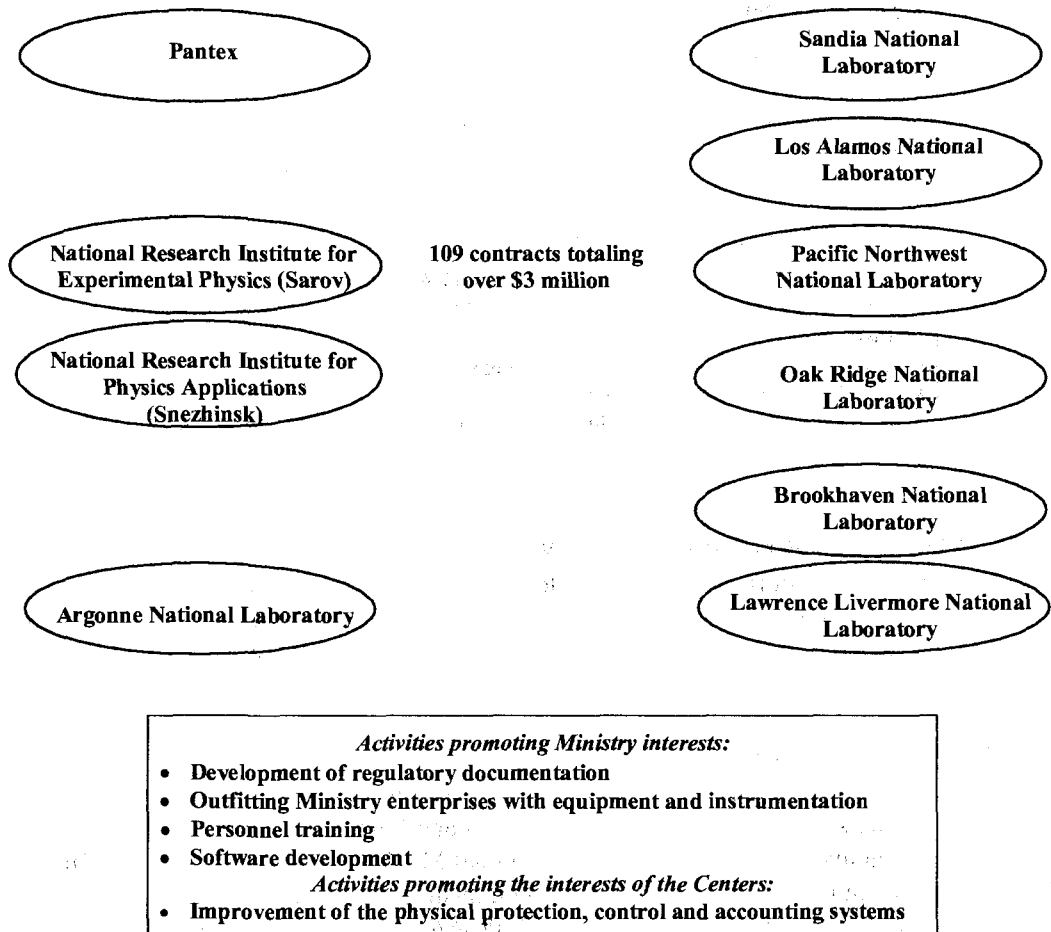 Pantex
Sandia National
Laboratory
Los Alamos National
Laboratory
National Research Institute for
Experimental Physics (Sarov)
109 contracts totaling
over $3 million
Pacific Northwest
National Laboratory
National Research Institute for
Physics Applications
(Snezhinsk)
Oak Ridge National
Laboratory
Brookhaven National
Laboratory
Argonne National Laboratory
Lawrence Livermore National
Laboratory
Activities promoting Ministry interests:
• Development of regulatory documentation
• Outfitting Ministry enterprises with equipment and instrumentation
• Personnel training
• Software development
Activities promoting the interests of the Centers:
• Improvement of the physical protection, control and accounting systems